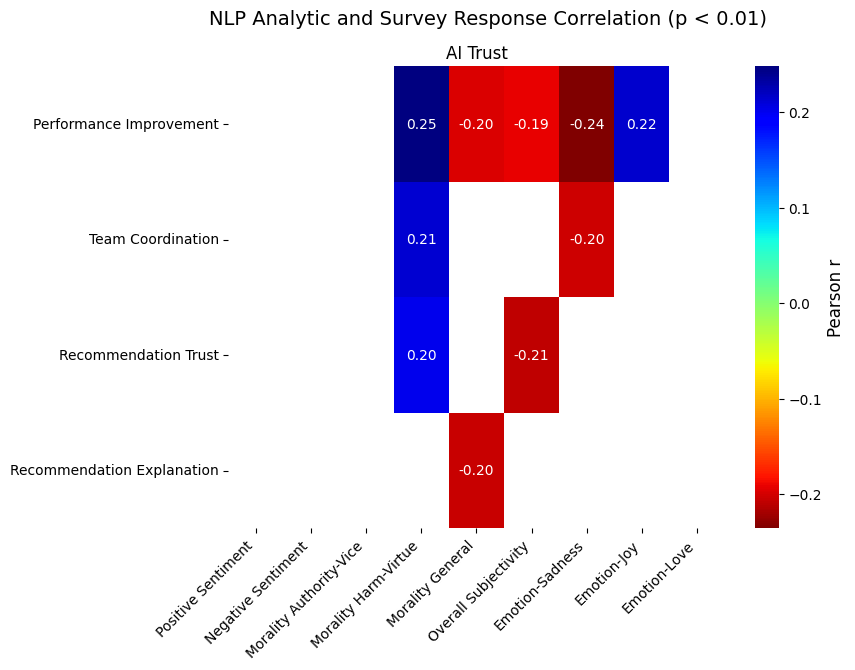 NLP Analytic and Survey Response Correlation (p < 0.01)
AI Trust
Performance Improvement
0.25 -0.20 -0.19 -0.24 0.22
Team Coordination
0.21 -0.20
Recommendation Trust
0.20 -0.21
Recommendation Explanation
-0.20
Positive Sentiment
Negative Sentiment
Morality Authority-Vice
Morality Harm-Virtue
Morality General
Overall Subjectivity
Emotion-Sadness
Emotion-Joy
Emotion-Love
0.2
0.1
0.0
−0.1
−0.2
Pearson r